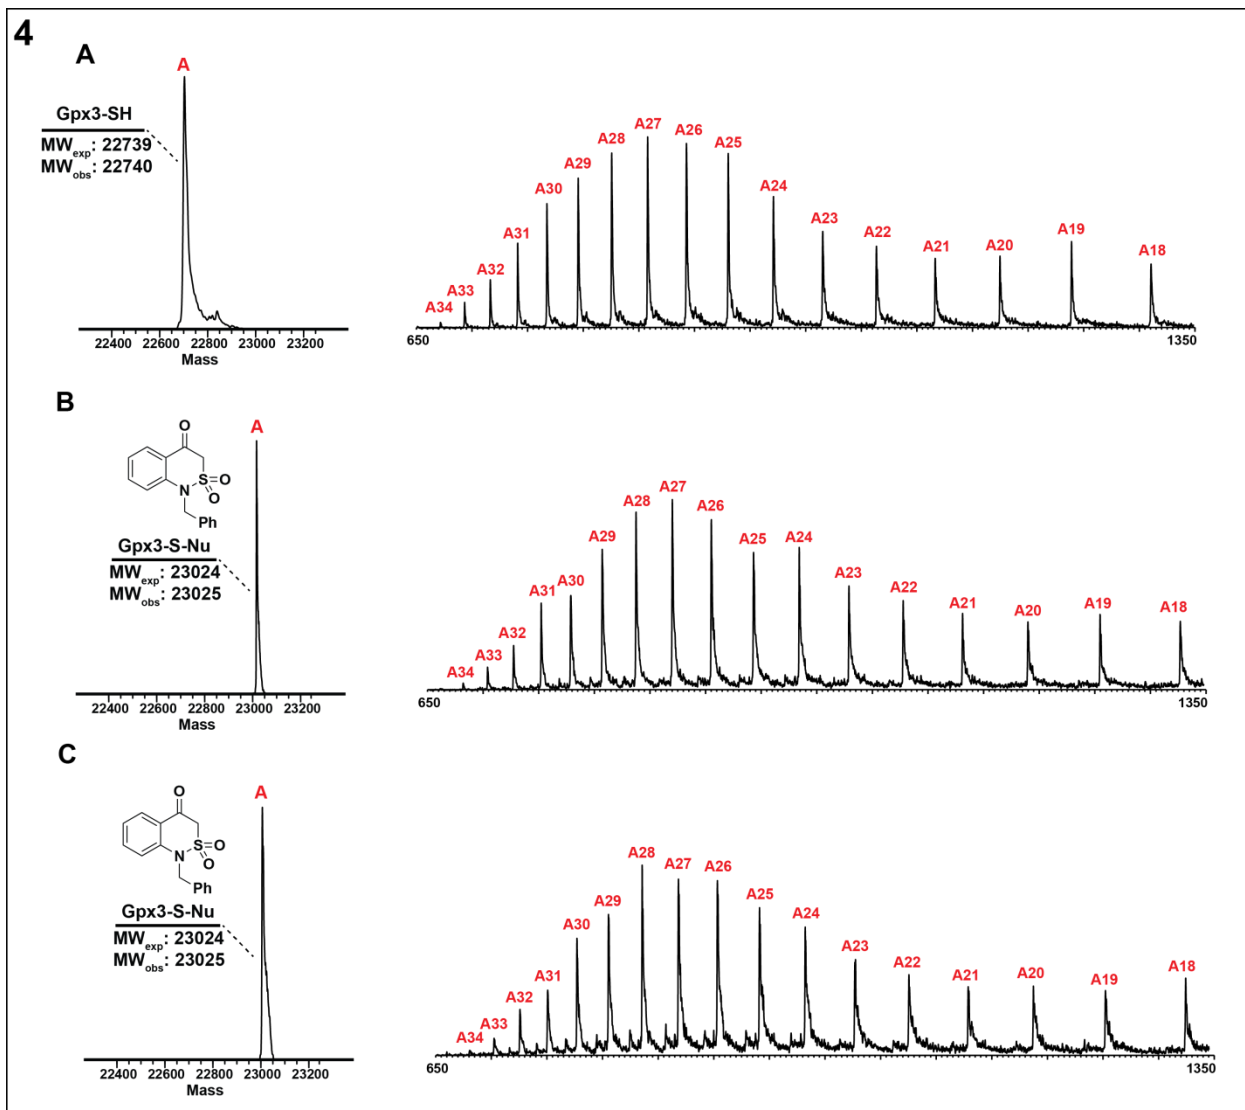 4
A
A
Gpx3-SH
MWexp: 22739
MWobs: 22740
22400 22600 22800 23000 23200
Mass
A34 A33 A32 A31 A30 A29 A28 A27 A26 A25 A24 A23 A22 A21 A20 A19 A18
650 1350
B
A
O
S O
N O
Ph
Gpx3-S-Nu
MWexp: 23024
MWobs: 23025
22400 22600 22800 23000 23200
Mass
A34 A33 A32 A31 A30 A29 A28 A27 A26 A25 A24 A23 A22 A21 A20 A19 A18
650 1350
C
A
O
S O
N O
Ph
Gpx3-S-Nu
MWexp: 23024
MWobs: 23025
22400 22600 22800 23000 23200
Mass
A34 A33 A32 A31 A30 A29 A28 A27 A26 A25 A24 A23 A22 A21 A20 A19 A18
650 1350